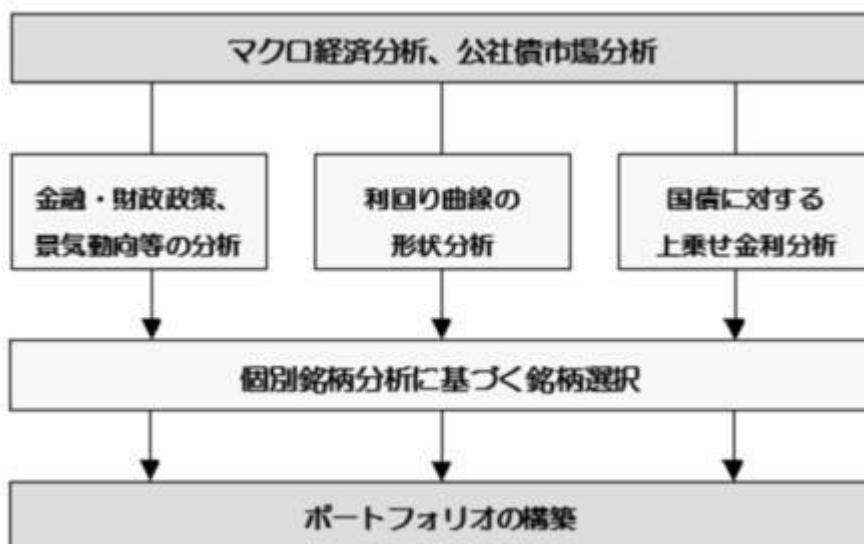 マクロ経済分析、公社債市場分析
金融・財政政策、
景気動向等の分析
利回り曲線の
形状分析
国債に対する
上乗せ金利分析
個別銘柄分析に基づく銘柄選択
ポートフォリオの構築